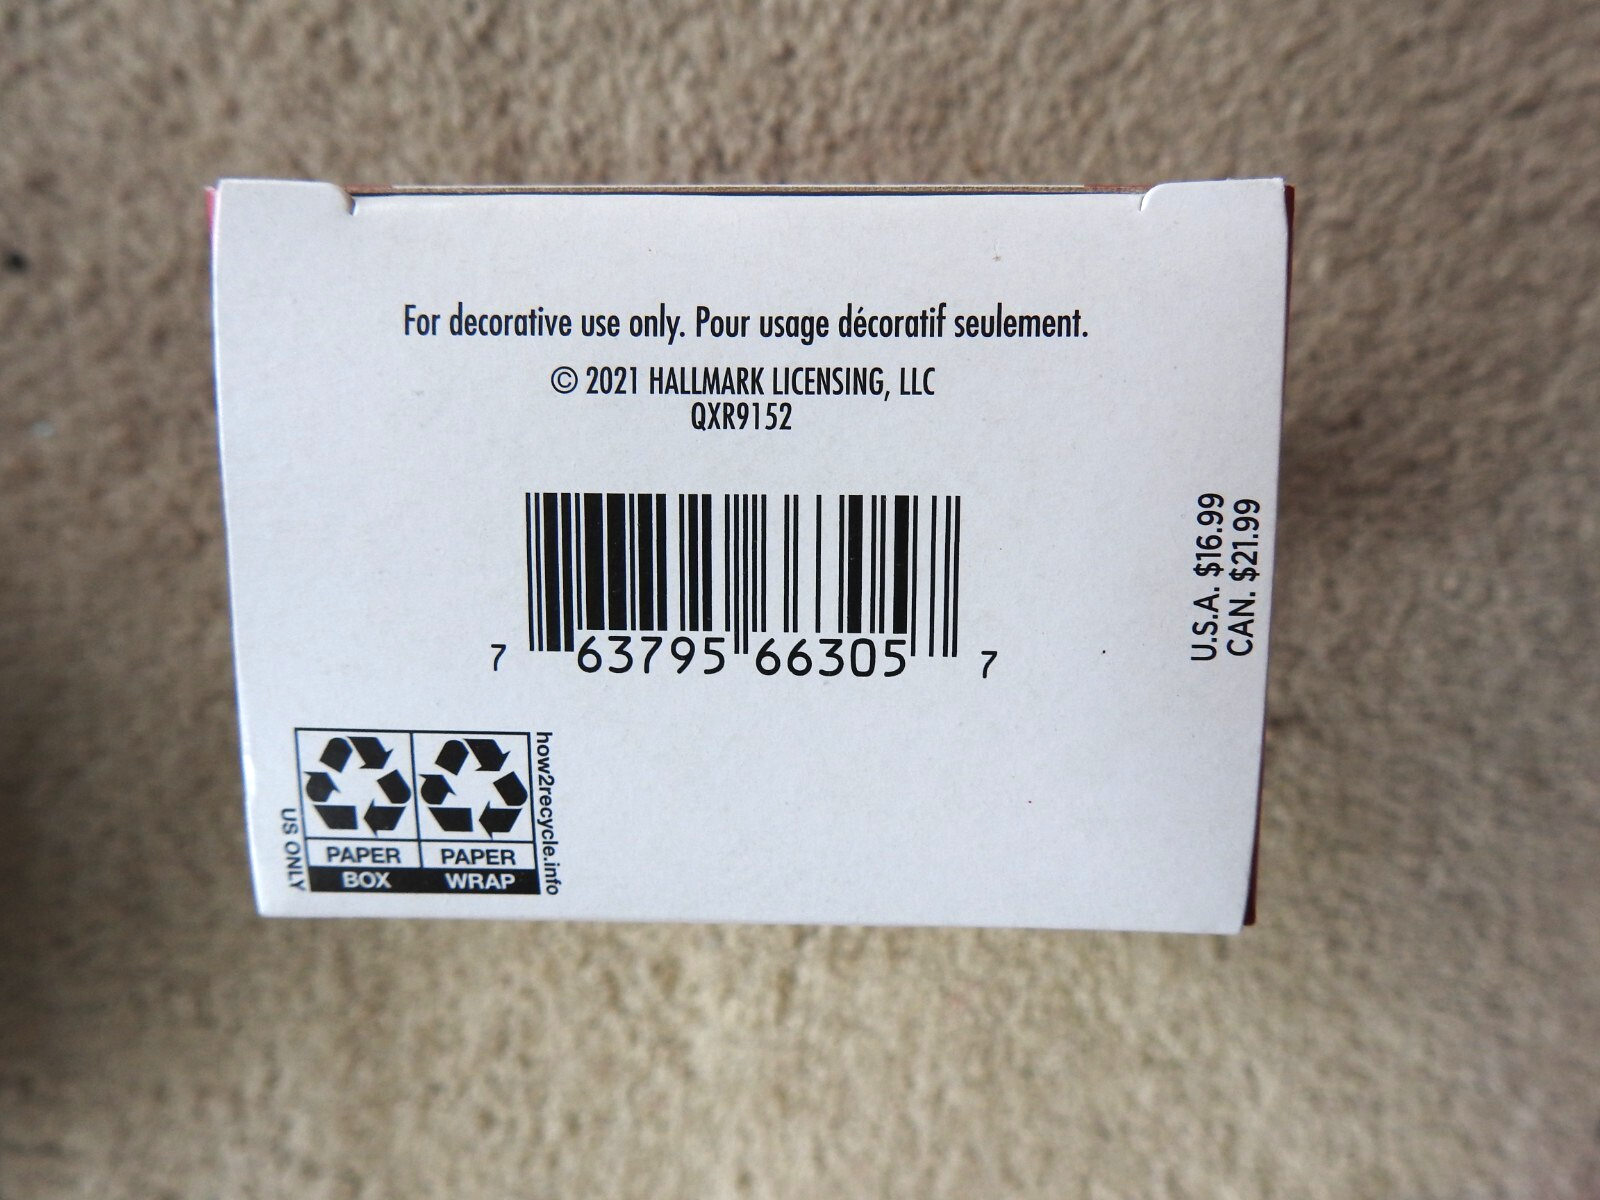 For decorative use only. Pour usage décoratif seulement.
© 2021 HALLMARK LICENSING, LLC
QXR9152
7 63795 66305 7
U.S.A. $16.99
CAN. $21.99
how2recycle.info
US ONLY
PAPER PAPER
BOX WRAP